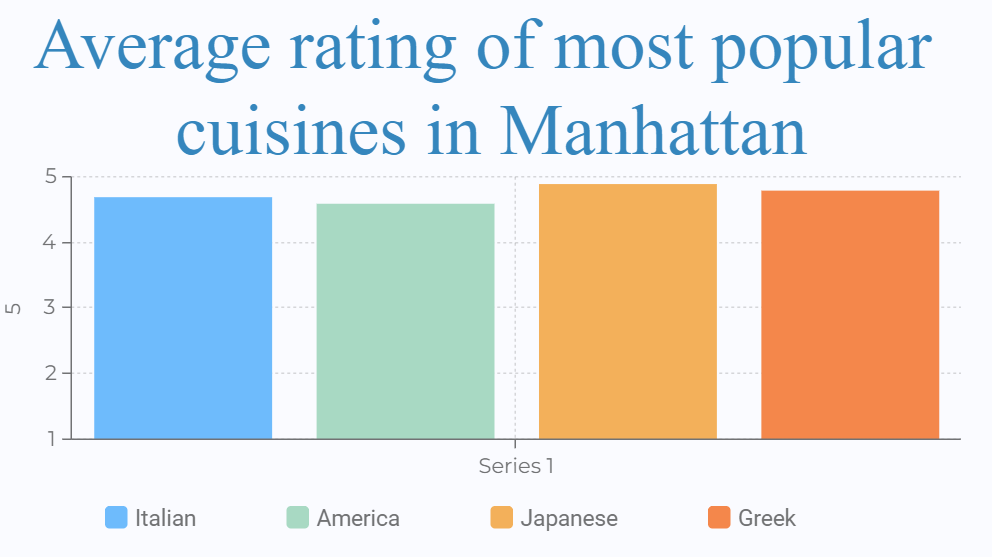 Average rating of most popular
cuisines in Manhattan
5
4
3
2
1
5
Series 1
Italian America Japanese Greek